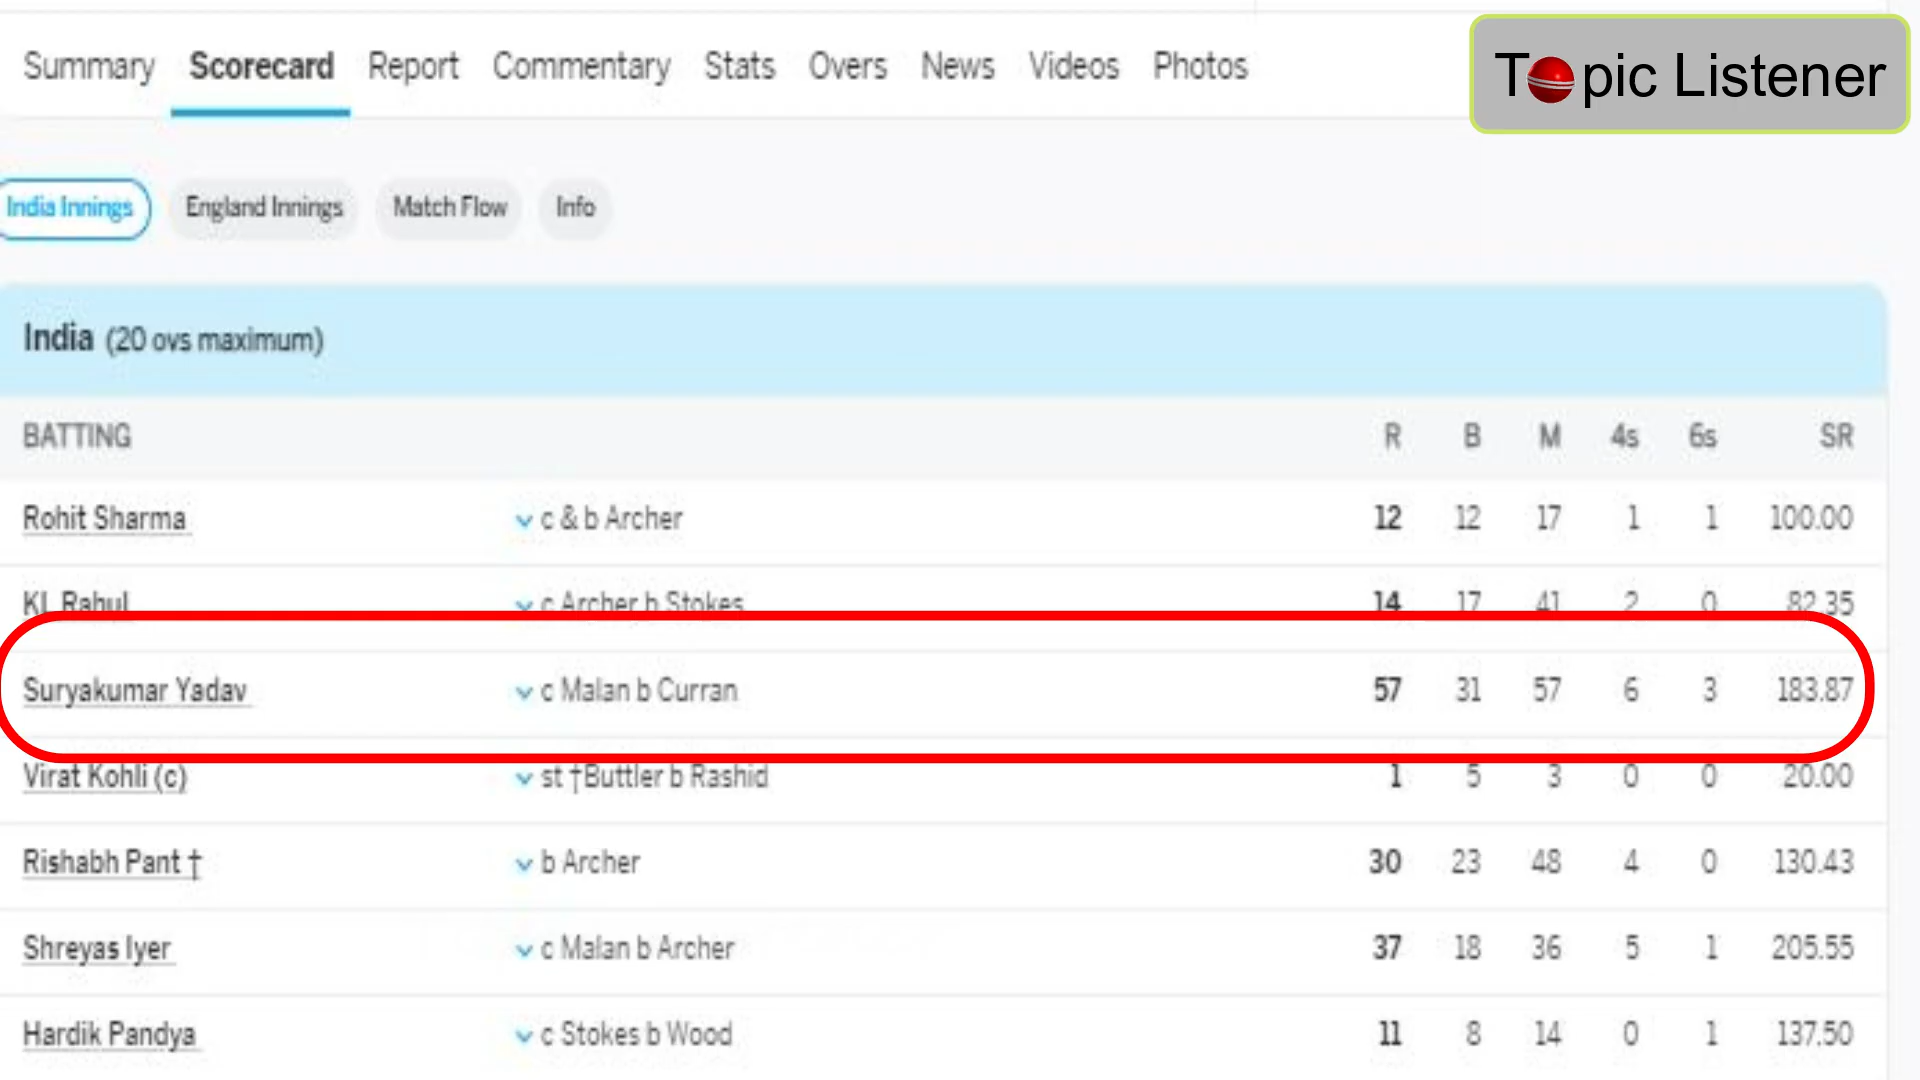 Summary Scorecard Report Commentary Stats Overs News Videos Photos
T pic Listener
India Innings England Innings Match Flow Info
India (20 ovs maximum)
BATTING R B M 4s 6s SR
Rohit Sharma c & b Archer 12 12 17 1 1 100.00
KL Rahul c Archer b Stokes 14 17 41 2 0 82.35
Suryakumar Yadav c Malan b Curran 57 31 57 6 3 183.87
Virat Kohli (c) st †Buttler b Rashid 1 5 3 0 0 20.00
Rishabh Pant † b Archer 30 23 48 4 0 130.43
Shreyas Iyer c Malan b Archer 37 18 36 5 1 205.55
Hardik Pandya c Stokes b Wood 11 8 14 0 1 137.50